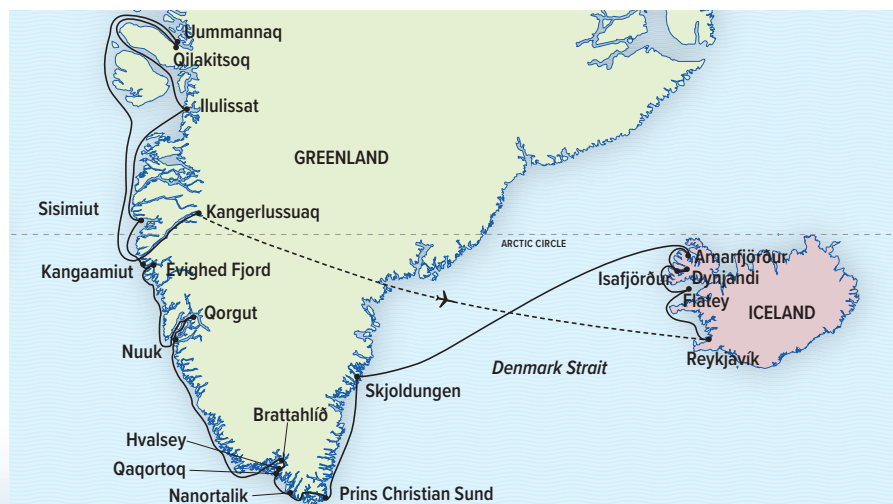 Uummannaq
Qilakitsoq
Ilulissat
GREENLAND
Kangerlussuaq
Sisimiut
ARCTIC CIRCLE
Arnarfjörður
Kangaamiut
Evighed Fjord
Isafjörður
Dynjandi
Flatey
ICELAND
Qorgut
Nuuk
Reykjavík
Denmark Strait
Skjoldungen
Brattahlíð
Hvalsey
Qaqortoq
Nanortalik
Prins Christian Sund